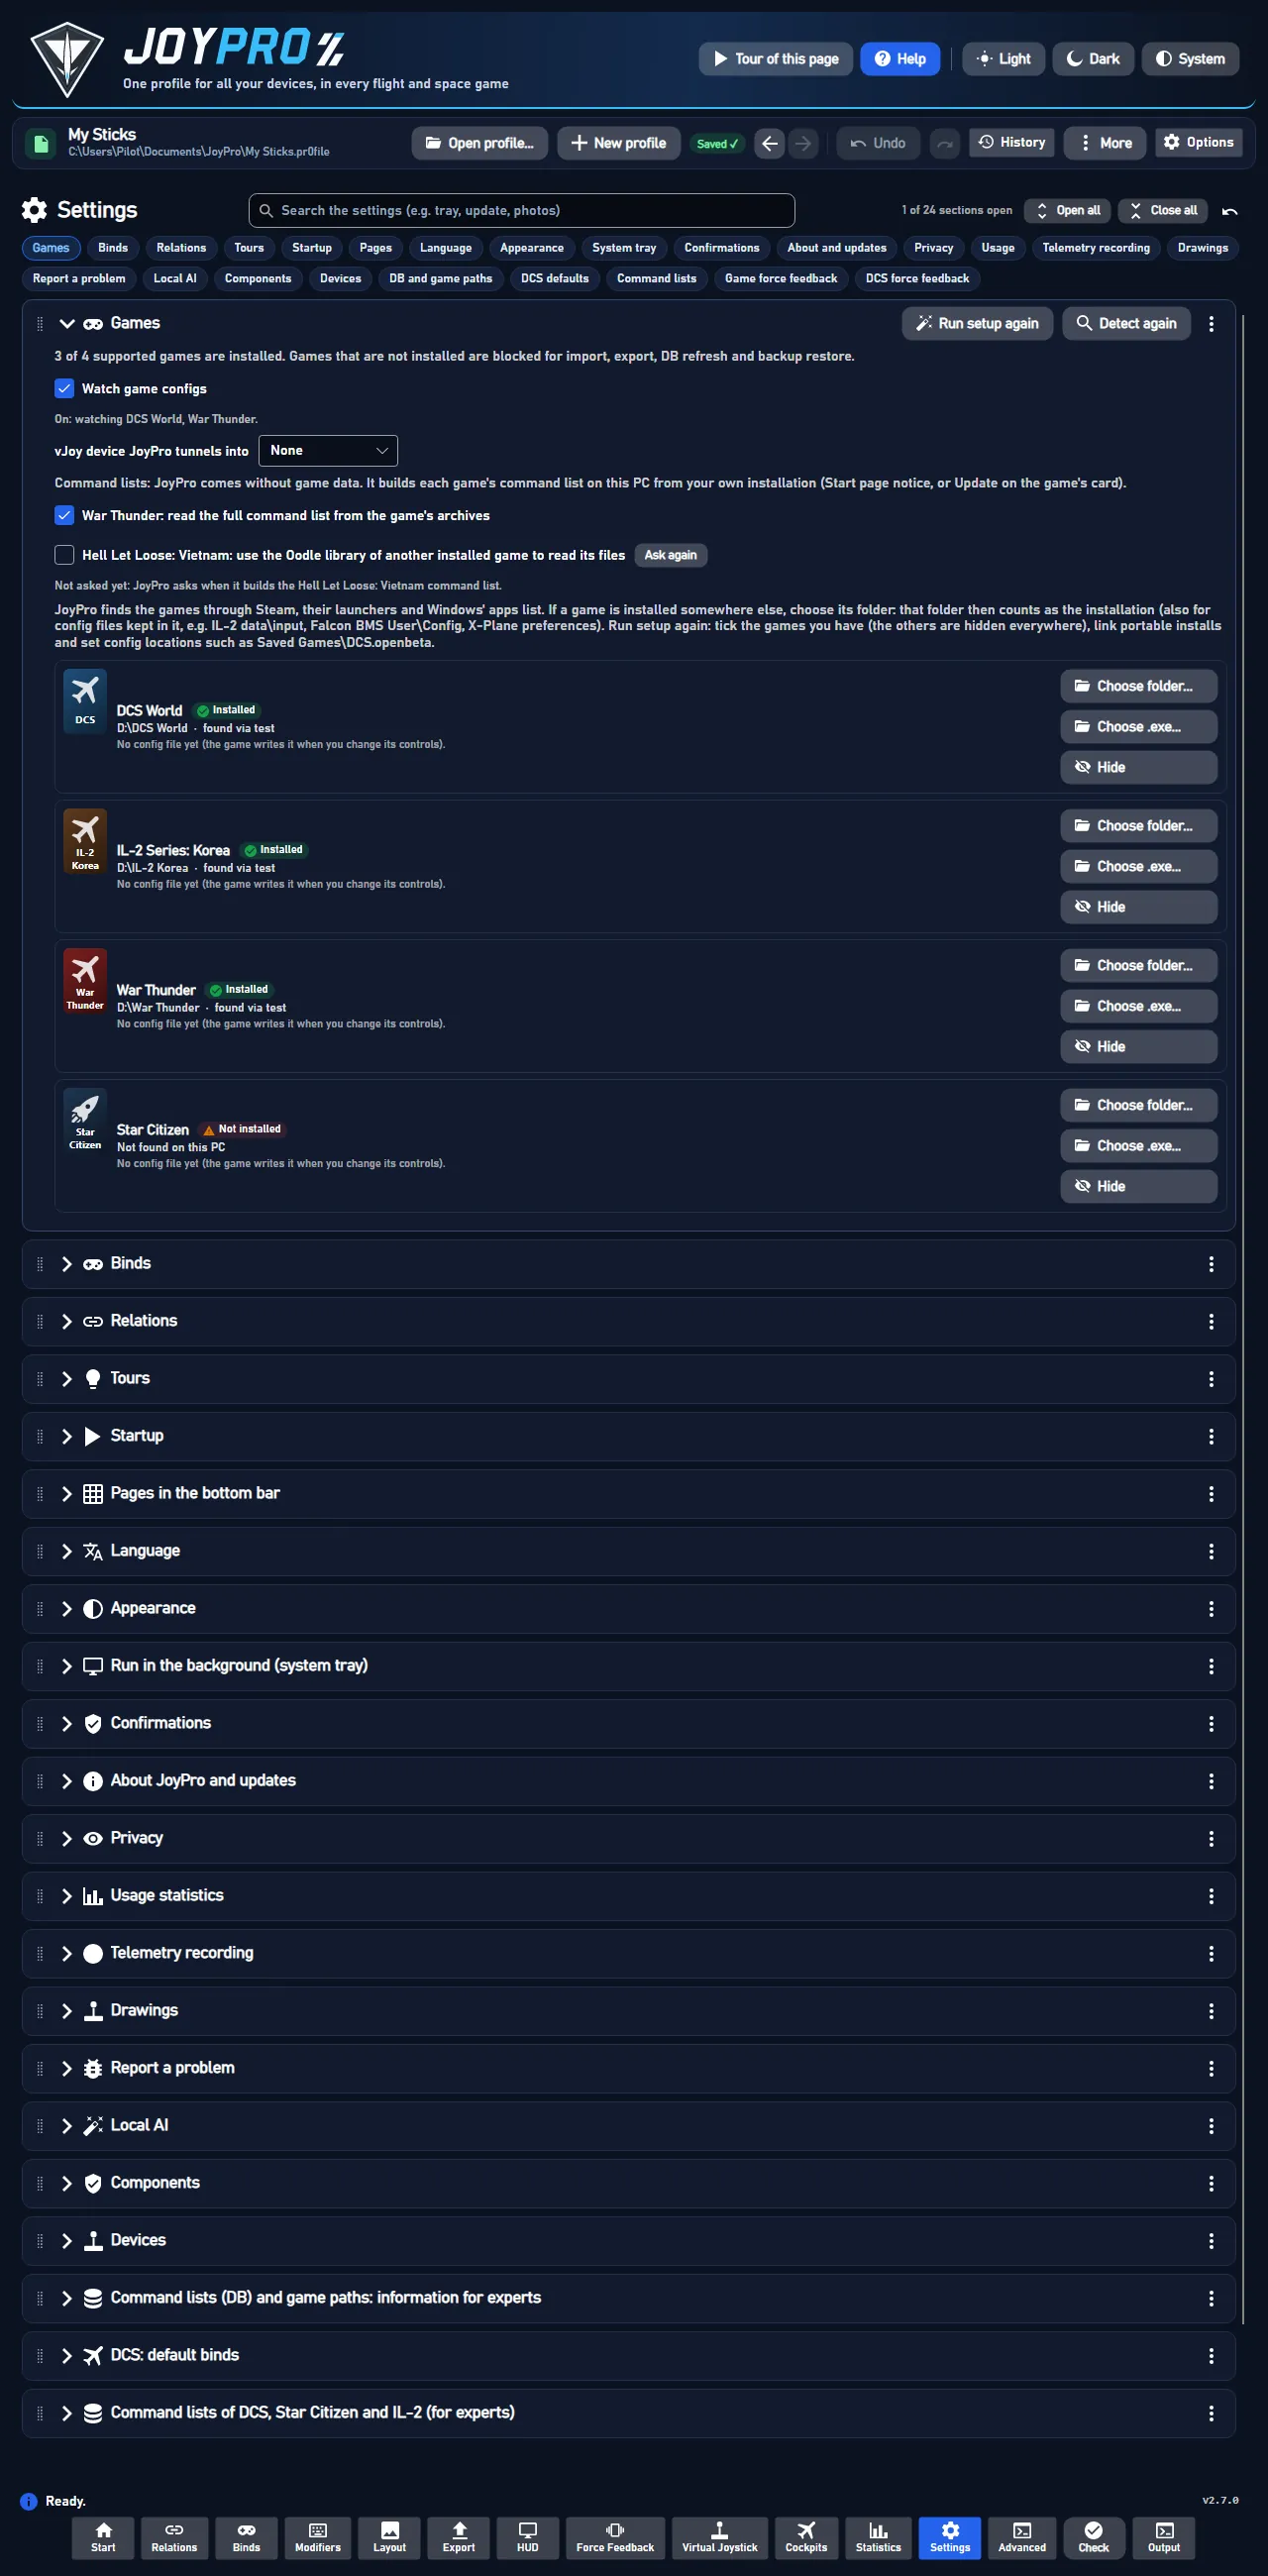 JOYPRO
One profile for all your devices, in every flight and space game
Tour of this page
Help
Light
Dark
System
My Sticks
C:\Users\Pilot\Documents\JoyPro\My Sticks.pr0file
Open profile...
New profile
Saved ✓
Undo
History
More
Options
Settings
Search the settings (e.g. tray, update, photos)
1 of 24 sections open
Open all
Close all
Games Binds Relations Tours Startup Pages Language Appearance System tray Confirmations About and updates Privacy Usage Telemetry recording Drawings
Report a problem Local AI Components Devices DB and game paths DCS defaults Command lists Game force feedback DCS force feedback
Games
Run setup again
Detect again
3 of 4 supported games are installed. Games that are not installed are blocked for import, export, DB refresh and backup restore.
Watch game configs
On: watching DCS World, War Thunder.
vJoy device JoyPro tunnels into
None
Command lists: JoyPro comes without game data. It builds each game's command list on this PC from your own installation (Start page notice, or Update on the game's card).
War Thunder: read the full command list from the game's archives
Hell Let Loose: Vietnam: use the Oodle library of another installed game to read its files
Ask again
Not asked yet: JoyPro asks when it builds the Hell Let Loose: Vietnam command list.
JoyPro finds the games through Steam, their launchers and Windows' apps list. If a game is installed somewhere else, choose its folder: that folder then counts as the installation (also for
config files kept in it, e.g. IL-2 data\input, Falcon BMS User\Config, X-Plane preferences). Run setup again: tick the games you have (the others are hidden everywhere), link portable installs
and set config locations such as Saved Games\DCS.openbeta.
DCS
DCS World
Installed
D:\DCS World · found via test
No config file yet (the game writes it when you change its controls).
Choose folder...
Choose .exe...
Hide
IL-2
Korea
IL-2 Series: Korea
Installed
D:\IL-2 Korea · found via test
No config file yet (the game writes it when you change its controls).
Choose folder...
Choose .exe...
Hide
War
Thunder
War Thunder
Installed
D:\War Thunder · found via test
No config file yet (the game writes it when you change its controls).
Choose folder...
Choose .exe...
Hide
Star
Citizen
Star Citizen
Not installed
Not found on this PC
No config file yet (the game writes it when you change its controls).
Choose folder...
Choose .exe...
Hide
Binds
Relations
Tours
Startup
Pages in the bottom bar
Language
Appearance
Run in the background (system tray)
Confirmations
About JoyPro and updates
Privacy
Usage statistics
Telemetry recording
Drawings
Report a problem
Local AI
Components
Devices
Command lists (DB) and game paths: information for experts
DCS: default binds
Command lists of DCS, Star Citizen and IL-2 (for experts)
Ready.
v2.7.0
Start Relations Binds Modifiers Layout Export HUD Force Feedback Virtual Joystick Cockpits Statistics Settings Advanced Check Output